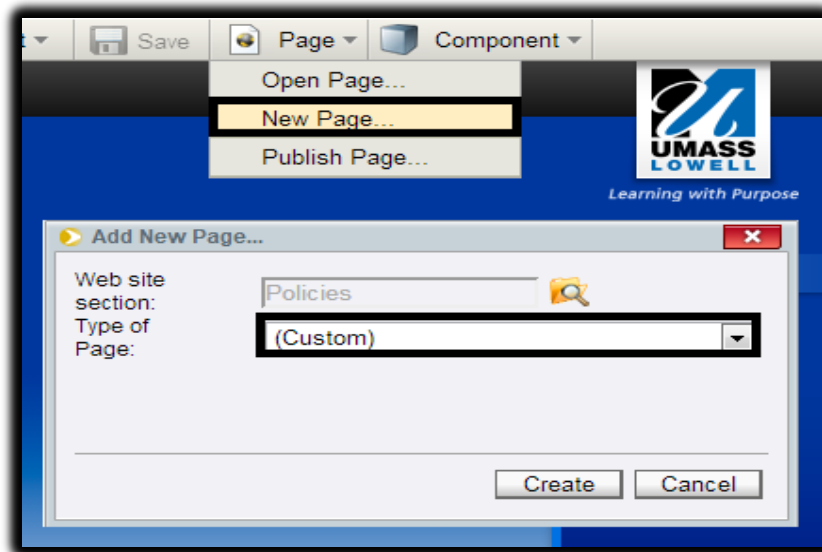 Save Page Component
Open Page...
New Page...
Publish Page...
UMASS
LOWELL
Learning with Purpose
Add New Page...
Web site
section:
Policies
Type of
Page:
(Custom)
Create Cancel